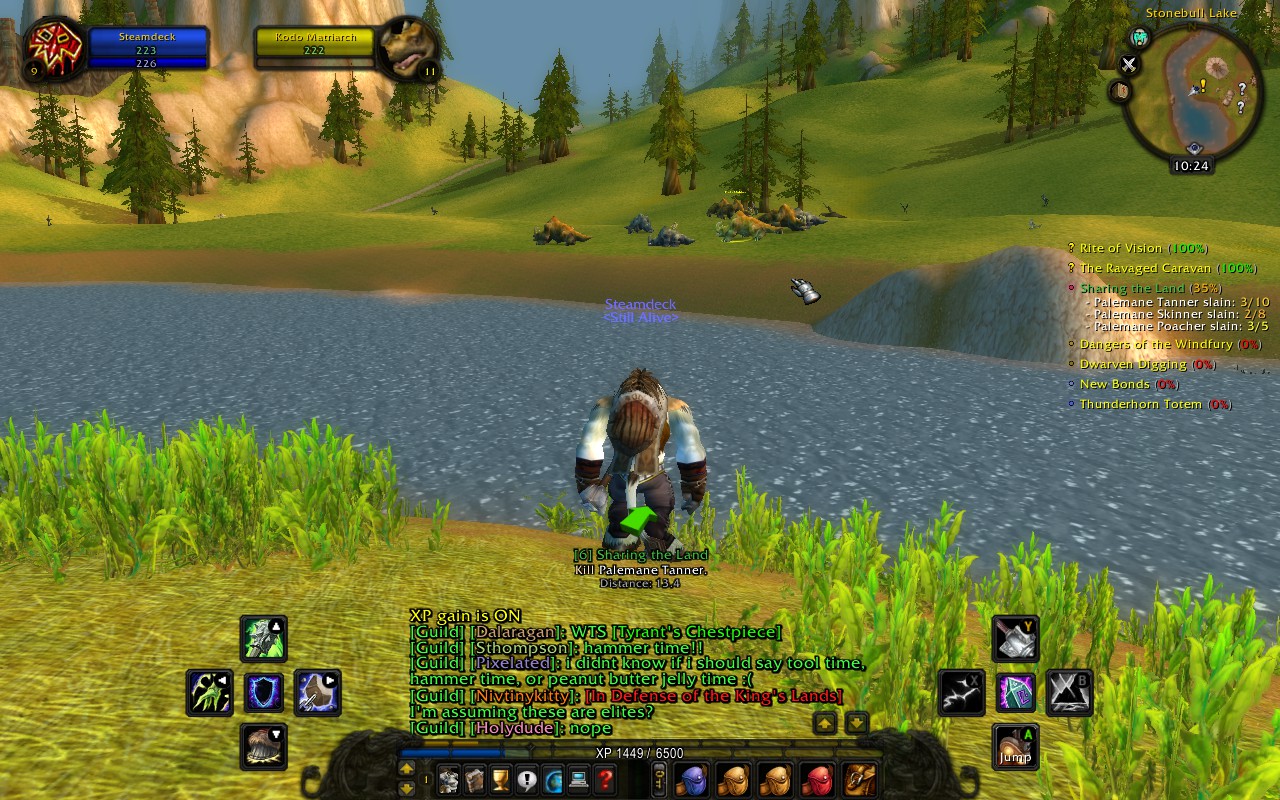 Stonebull Lake
Steamdeck
223
226
9
Kodo Matriarch
222
11
10:24
? Rite of Vision (100%)
? The Ravaged Caravan (100%)
Sharing the Land (35%)
- Palemane Tanner slain: 3/10
- Palemane Skinner slain: 2/8
- Palemane Poacher slain: 3/5
Dangers of the Windfury (0%)
Dwarven Digging (0%)
New Bonds (0%)
Thunderhorn Totem (0%)
Steamdeck
<Still Alive>
[6] Sharing the Land
Kill Palemane Tanner.
Distance: 13.4
XP gain is ON
[Guild] [Dalaragan]: WTS [Tyrant's Chestpiece]
[Guild] [Sthompson]: hammer time!!
[Guild] [Pixelated]: i didnt know if i should say tool time,
hammer time, or peanut butter jelly time :(
[Guild] [Nivtinykitty]: [In Defense of the King's Lands]
I'm assuming these are elites?
[Guild] [Holydude]: nope
Y
X
B
A
Jump
XP 1449 / 6500
1